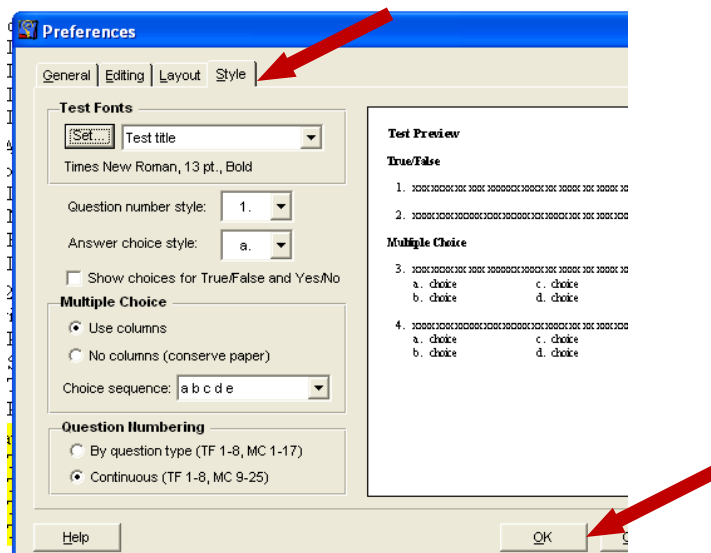 Preferences
General Editing Layout Style
Test Fonts
Set... Test title
Times New Roman, 13 pt., Bold
Question number style: 1.
Answer choice style: a.
Show choices for True/False and Yes/No
Multiple Choice
Use columns
No columns (conserve paper)
Choice sequence: a b c d e
Question Numbering
By question type (TF 1-8, MC 1-17)
Continuous (TF 1-8, MC 9-25)
Test Preview
True/False
1.
2.
Multiple Choice
3.
a. choice c. choice
b. choice d. choice
4.
a. choice c. choice
b. choice d. choice
Help OK